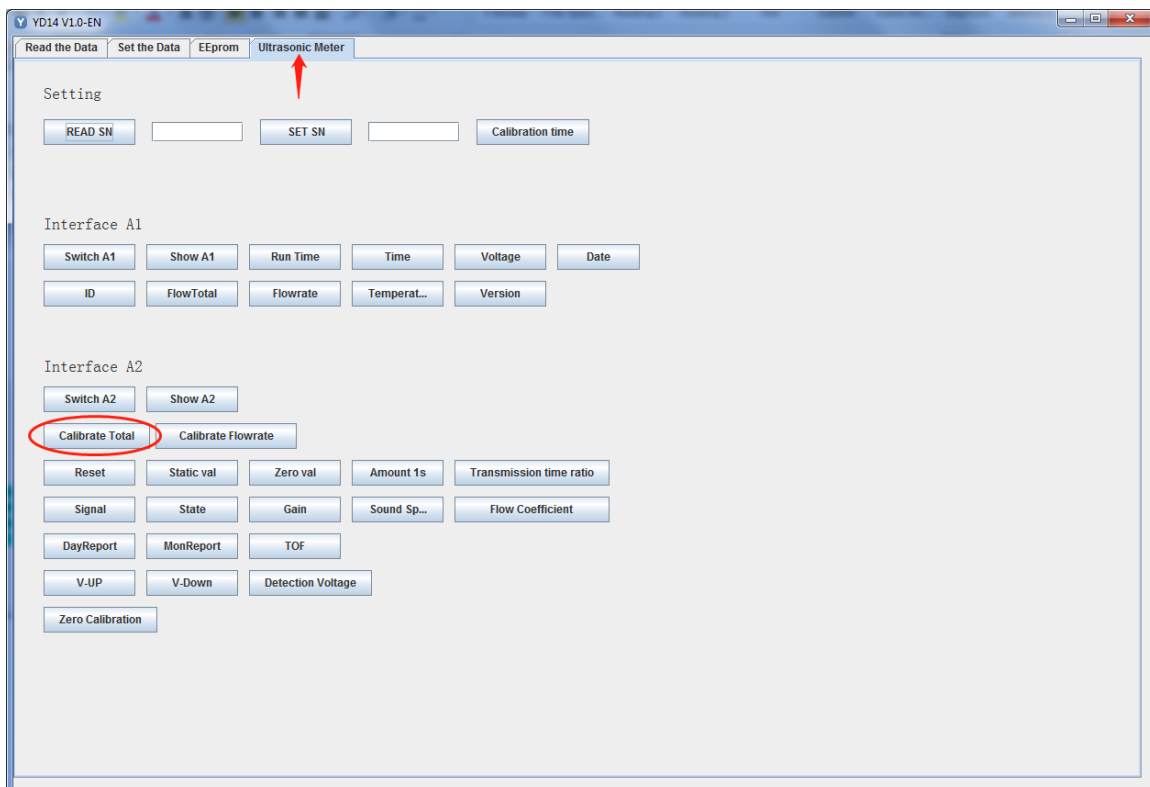 YD14 V1.0-EN
Read the Data Set the Data EEprom Ultrasonic Meter
Setting
READ SN SET SN Calibration time
Interface A1
Switch A1 Show A1 Run Time Time Voltage Date
ID FlowTotal Flowrate Temperat... Version
Interface A2
Switch A2 Show A2
Calibrate Total Calibrate Flowrate
Reset Static val Zero val Amount 1s Transmission time ratio
Signal State Gain Sound Sp... Flow Coefficient
DayReport MonReport TOF
V-UP V-Down Detection Voltage
Zero Calibration